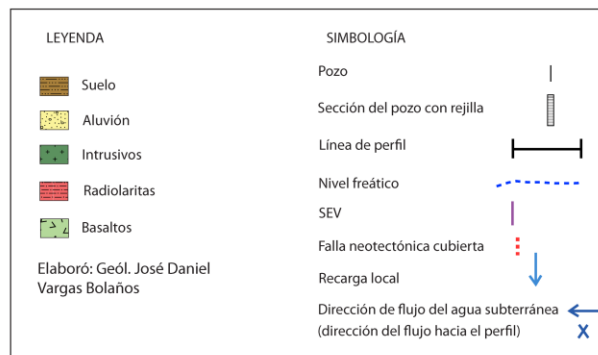 LEYENDA
Suelo
Aluvión
Intrusivos
Radiolaritas
Basaltos
Elaboró: Geól. José Daniel
Vargas Bolaños
SIMBOLOGÍA
Pozo
Sección del pozo con rejilla
Línea de perfil
Nivel freático
SEV
Falla neotectónica cubierta
Recarga local
Dirección de flujo del agua subterránea
(dirección del flujo hacia el perfil)
X